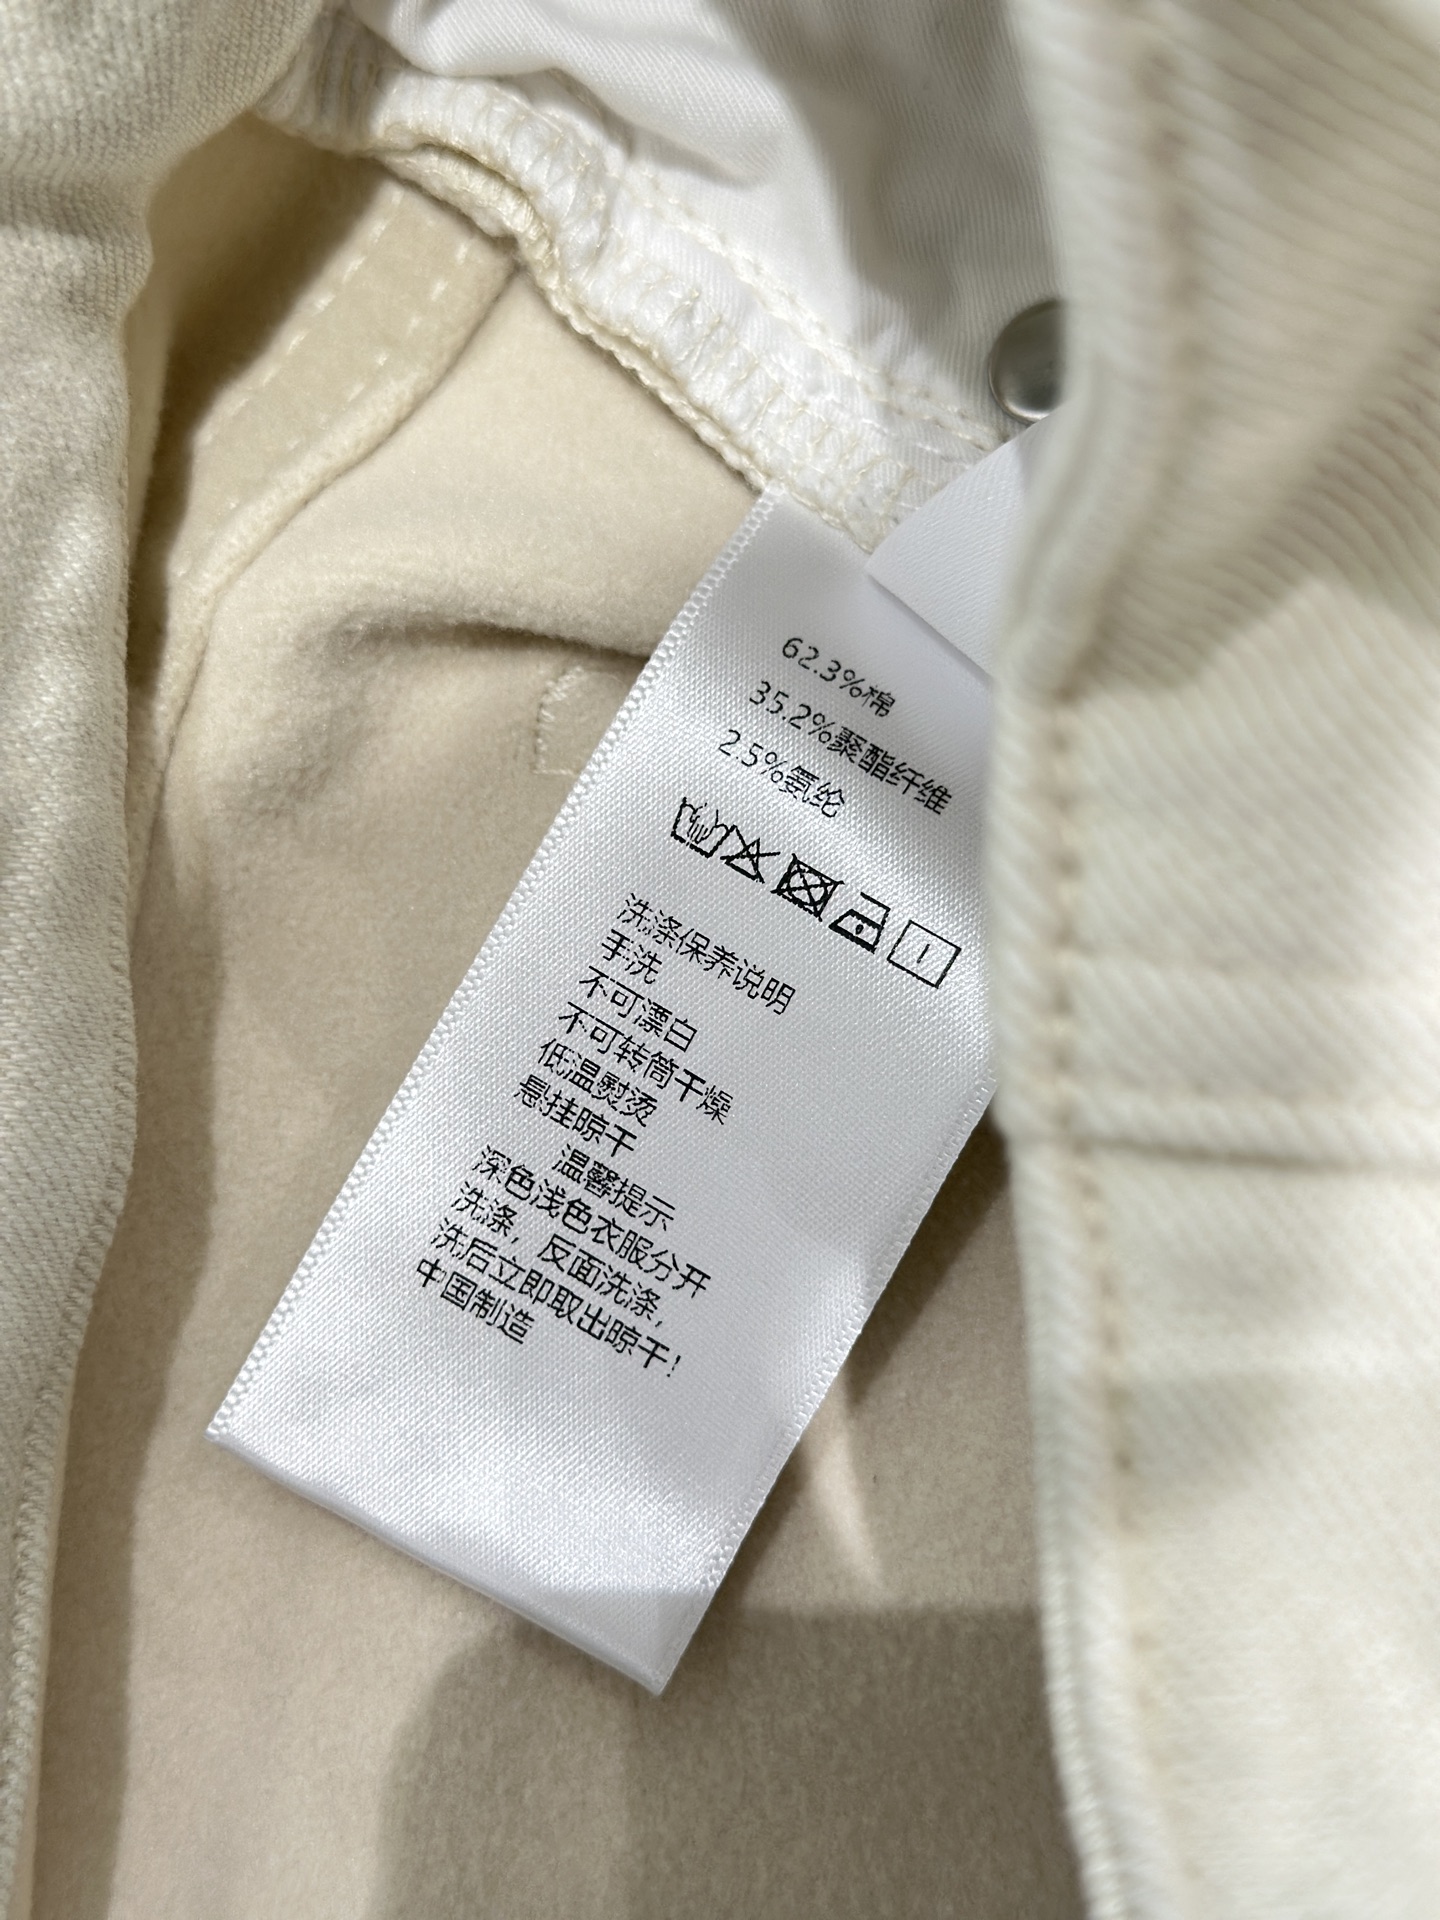 62.3%棉
35.2%聚酯纤维
2.5%氨纶
洗涤保养说明
手洗
不可漂白
不可转筒干燥
低温熨烫
悬挂晾干
温馨提示
深色浅色衣服分开
洗涤，反面洗涤，
洗后立即取出晾干！
中国制造